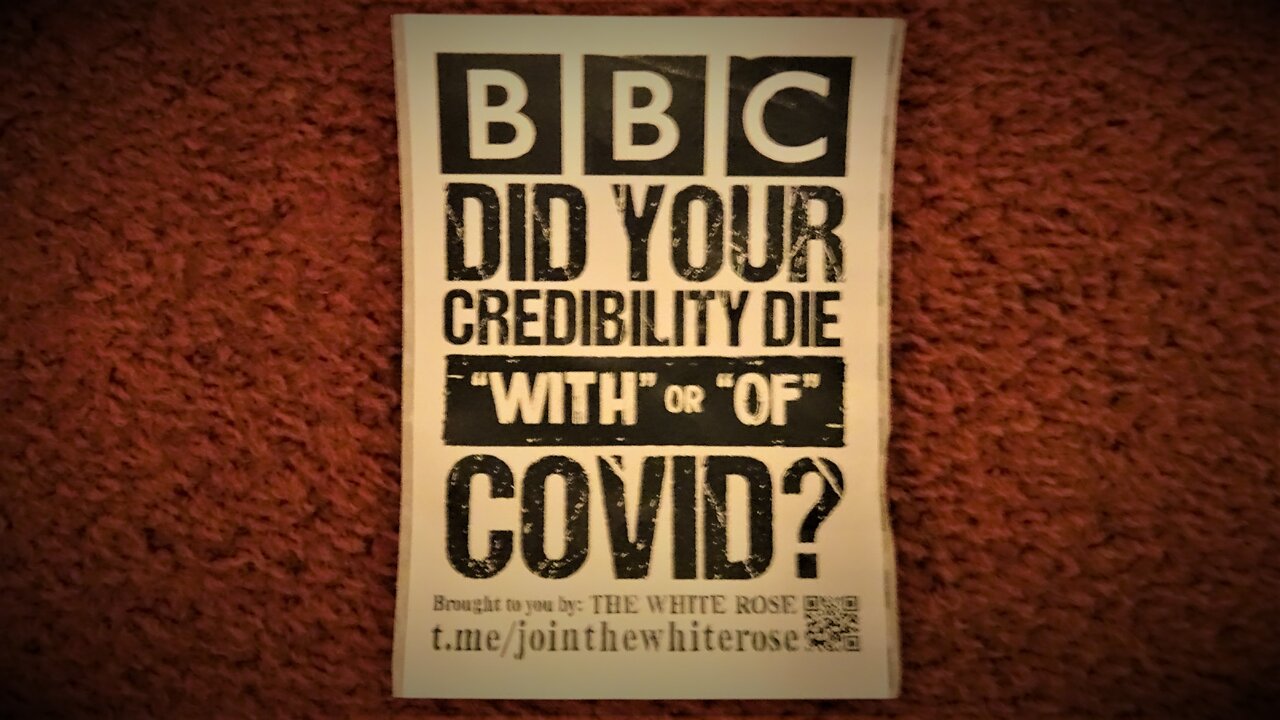 BBC
DID YOUR
CREDIBILITY DIE
“WITH” OR “OF”
COVID?
Brought to you by: THE WHITE ROSE
t.me/jointhewhiterose